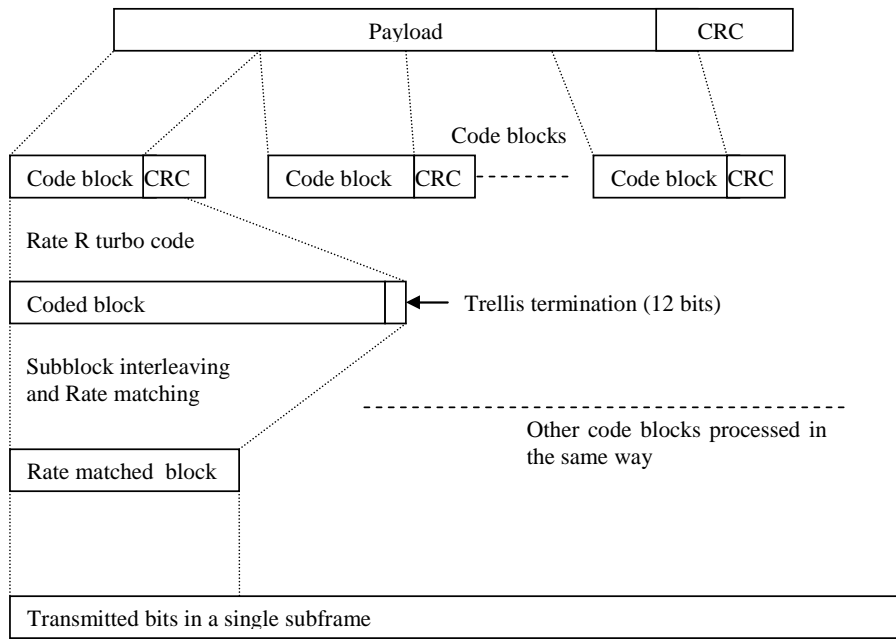 Payload CRC
Code blocks
Code block CRC Code block CRC Code block CRC
Rate R turbo code
Coded block
Trellis termination (12 bits)
Subblock interleaving
and Rate matching
Other code blocks processed in
the same way
Rate matched block
Transmitted bits in a single subframe